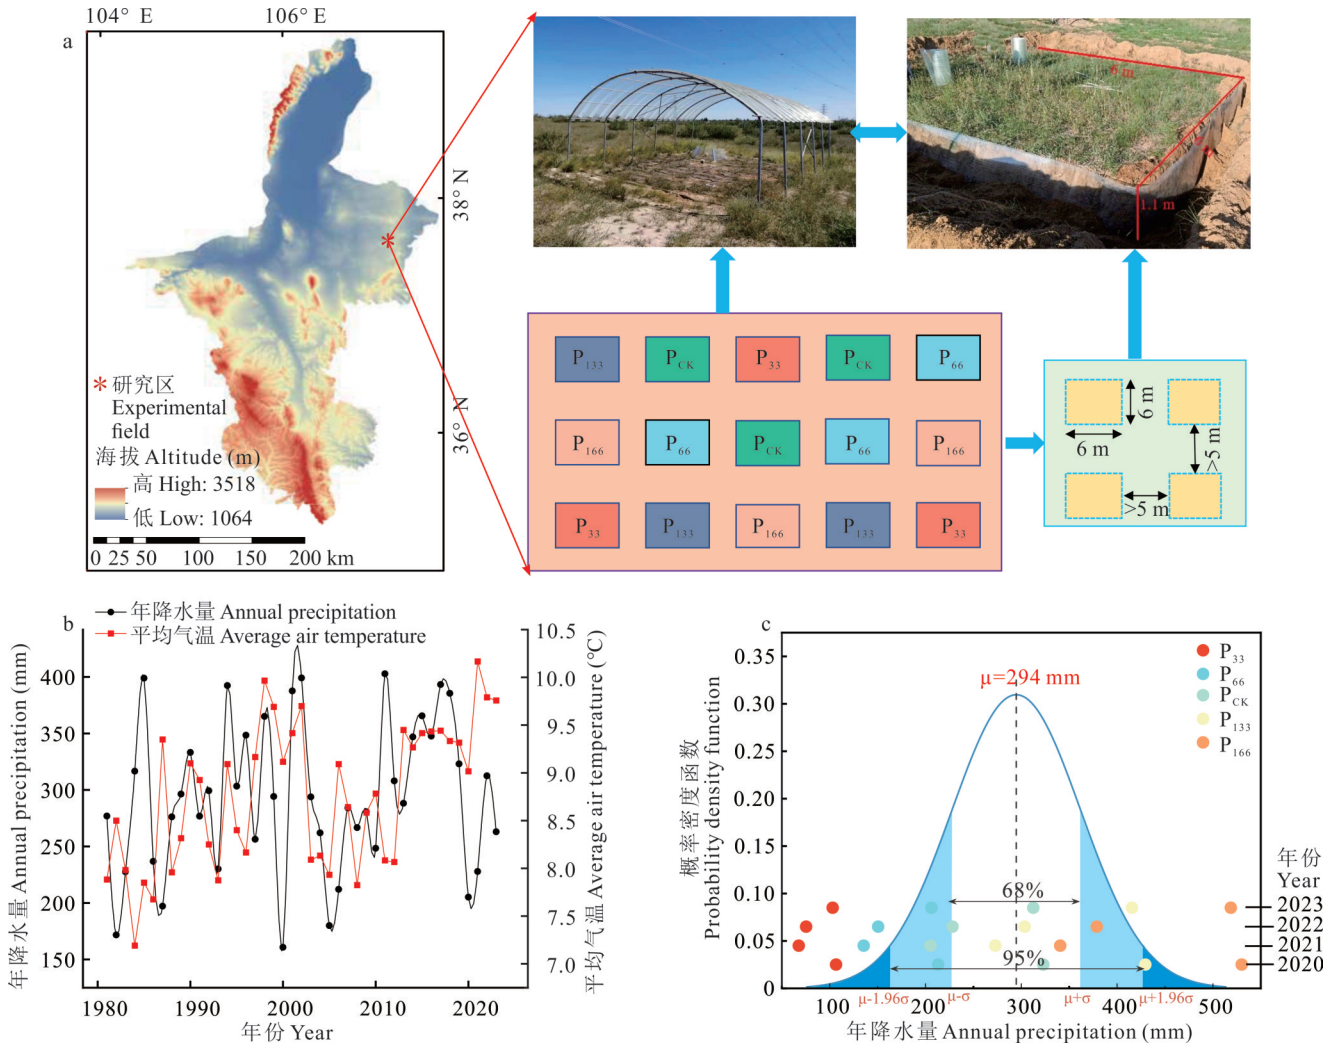 104° E
106° E
a
38° N
36° N
* 研究区
Experimental
field
海拔 Altitude (m)
高 High: 3518
低 Low: 1064
0 25 50 100 150 200 km
6 m
1.1 m
P133 PCK P33 PCK P66
P166 P66 PCK P66 P166
P33 P133 P166 P133 P33
6 m
6 m
>5 m
>5 m
b
年降水量 Annual precipitation
平均气温 Average air temperature
年降水量 Annual precipitation (mm)
400
350
300
250
200
150
10.5
10.0
9.5
9.0
8.5
8.0
7.5
7.0
平均气温 Average air temperature (℃)
1980 1990 2000 2010 2020
年份 Year
c
概率密度函数
Probability density function
0.35
0.30
0.25
0.20
0.15
0.10
0.05
0
μ=294 mm
P33
P66
PCK
P133
P166
68%
95%
年份
Year
2023
2022
2021
2020
μ-1.96σ
μ-σ
μ+σ
μ+1.96σ
100 200 300 400 500
年降水量 Annual precipitation (mm)